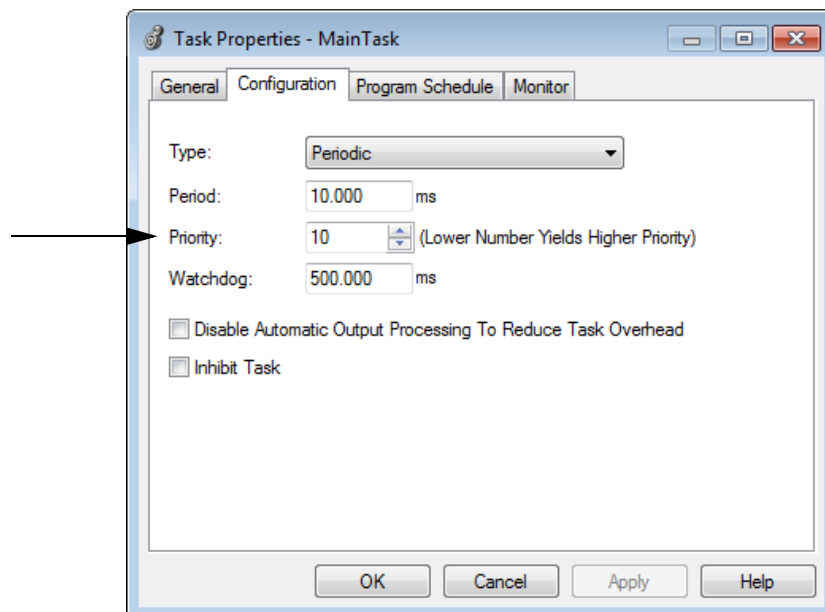 Task Properties - MainTask
General Configuration Program Schedule Monitor
Type: Periodic
Period: 10.000 ms
Priority: 10 (Lower Number Yields Higher Priority)
Watchdog: 500.000 ms
Disable Automatic Output Processing To Reduce Task Overhead
Inhibit Task
OK Cancel Apply Help